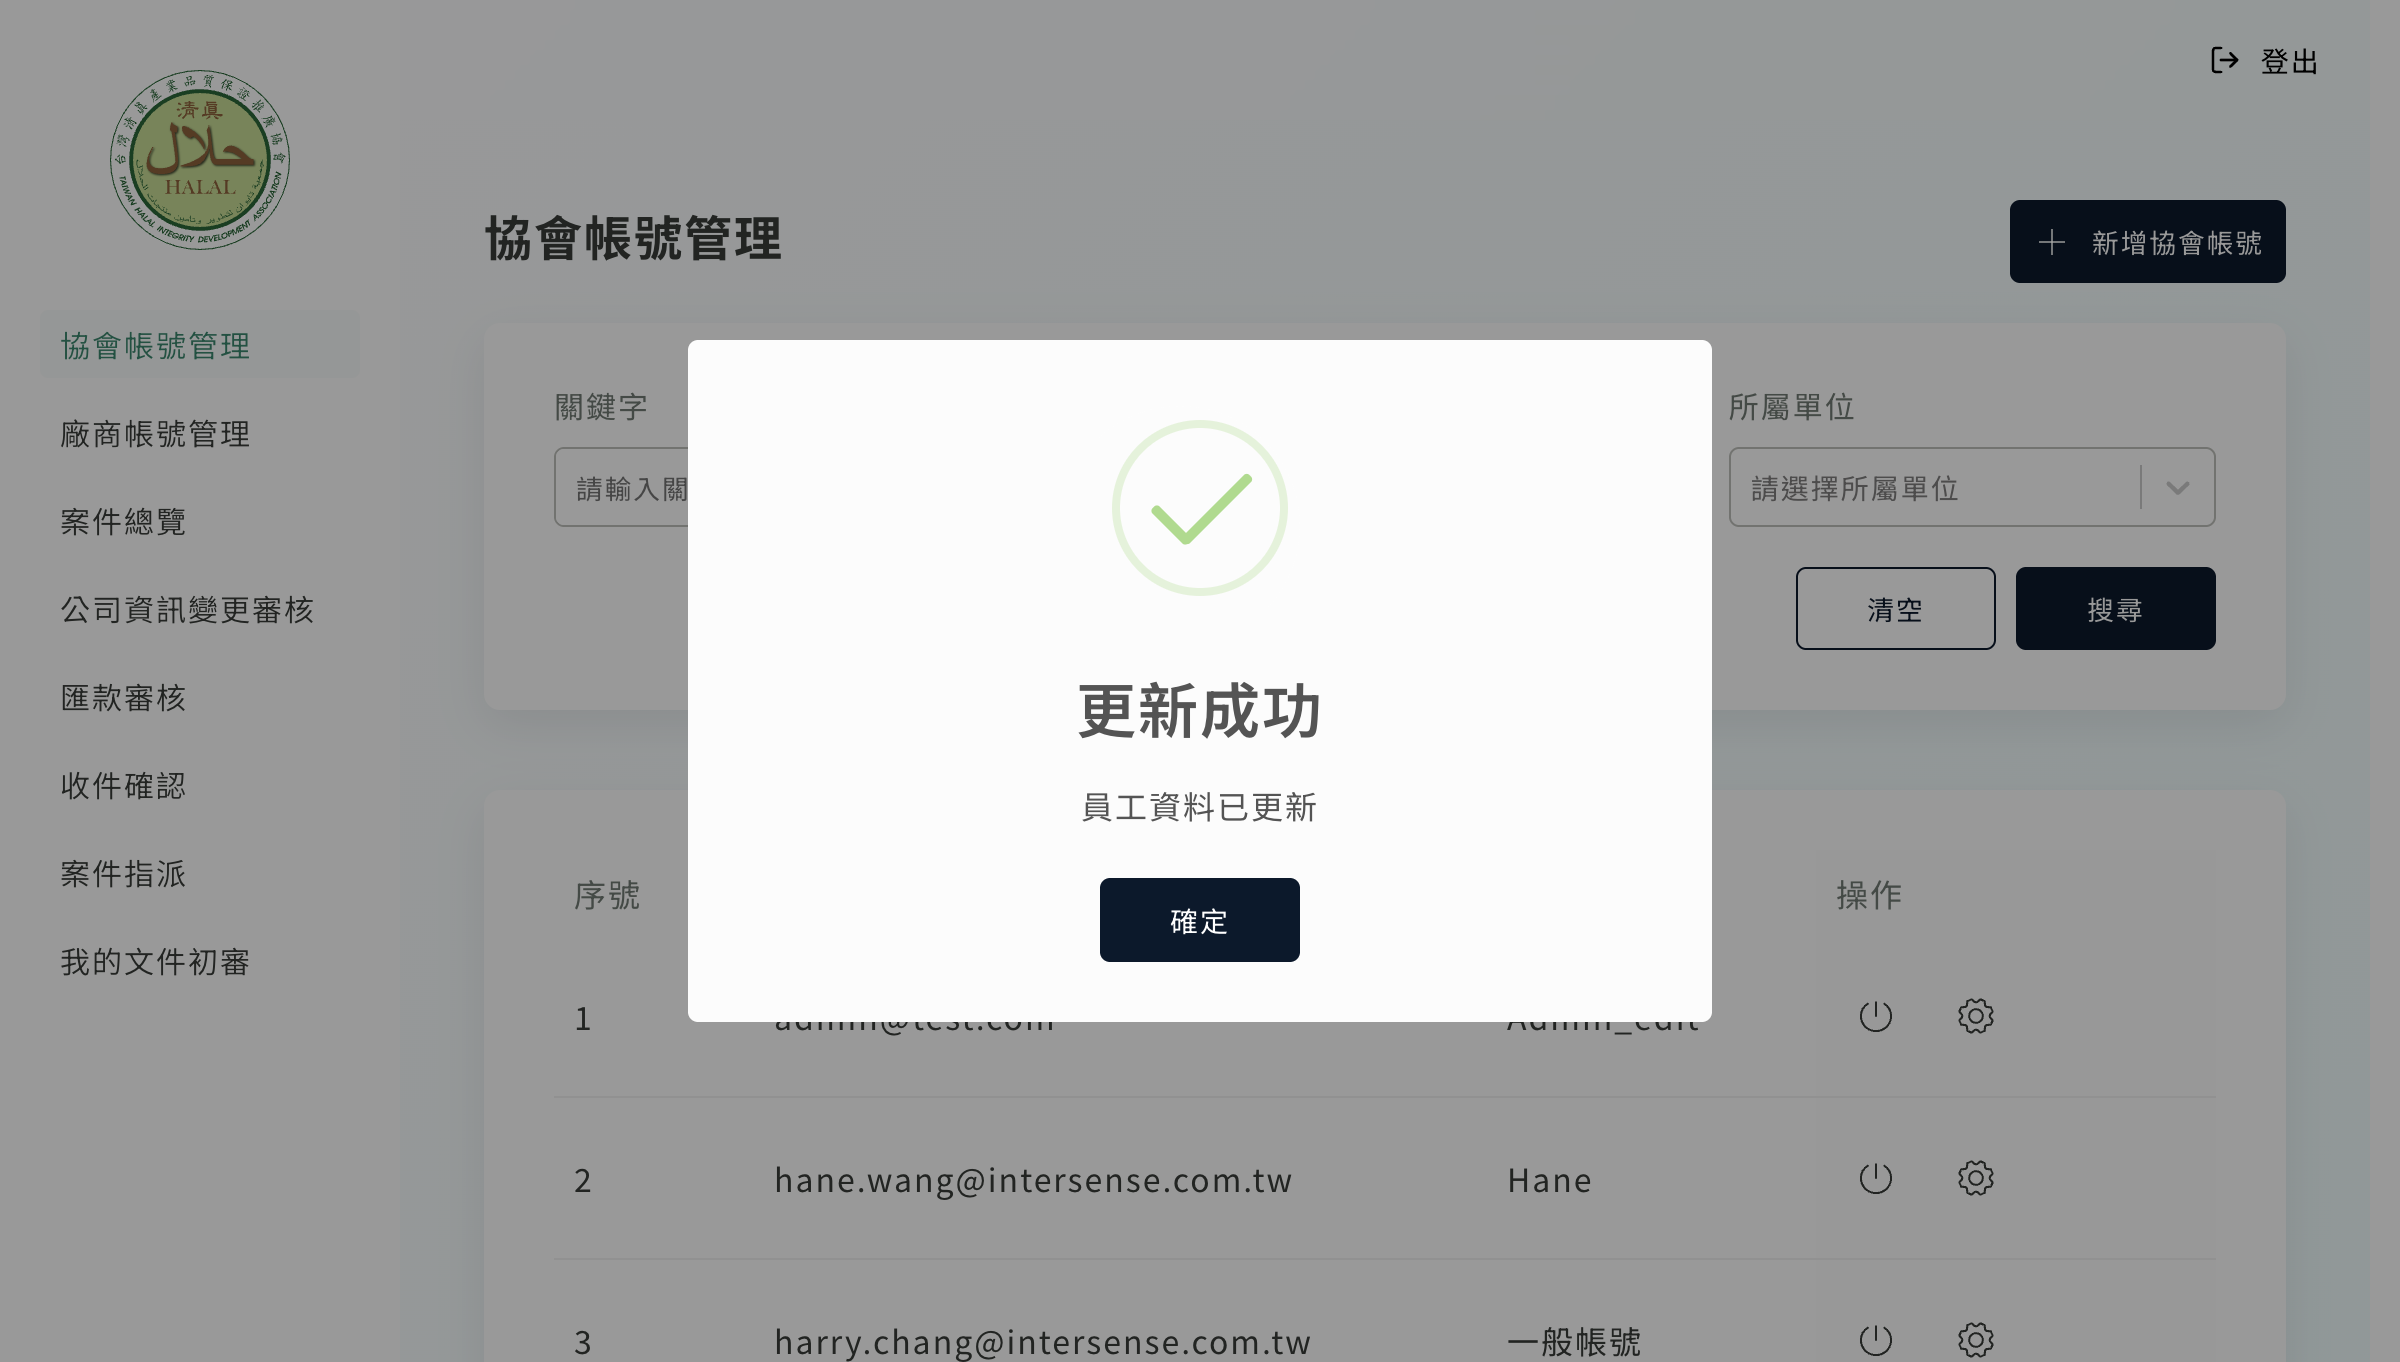 登出
台灣清真產業品質保證推廣協會
清真
حلال
HALAL
TAIWAN HALAL INTEGRITY DEVELOPMENT ASSOCIATION
協會帳號管理
新增協會帳號
協會帳號管理
廠商帳號管理
案件總覽
公司資訊變更審核
匯款審核
收件確認
案件指派
我的文件初審
關鍵字
所屬單位
請輸入關
請選擇所屬單位
清空
搜尋
更新成功
員工資料已更新
確定
序號
操作
1
admin@test.com
Admin_edit
2
hane.wang@intersense.com.tw
Hane
3
harry.chang@intersense.com.tw
一般帳號